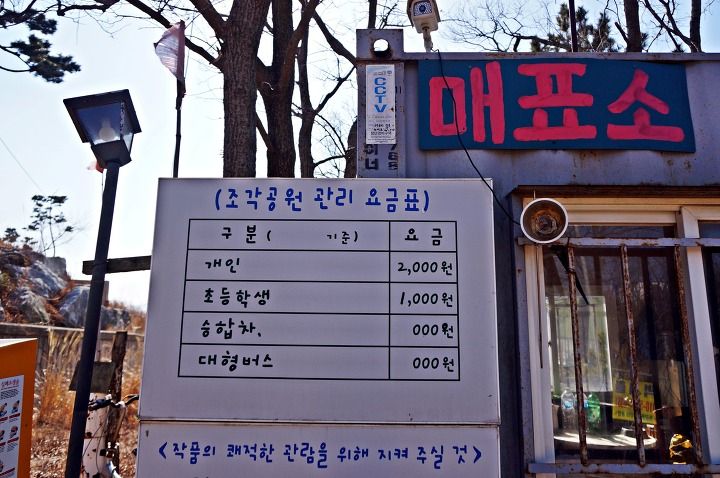 매표소
CCTV
(조각공원 관리 요금표)
구분( 기준) 요금
개인 2,000원
초등학생 1,000원
승합차. 000원
대형버스 000원
<작품의 쾌적한 관람을 위해 지켜 주실 것>